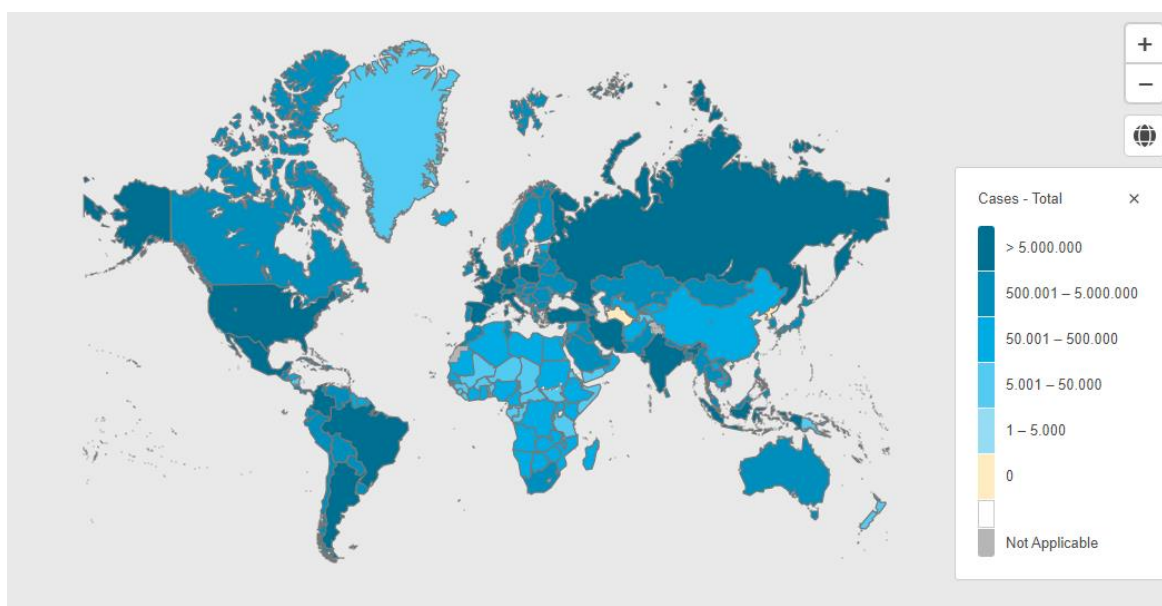 +
−
Cases - Total ×
> 5.000.000
500.001 – 5.000.000
50.001 – 500.000
5.001 – 50.000
1 – 5.000
0
Not Applicable